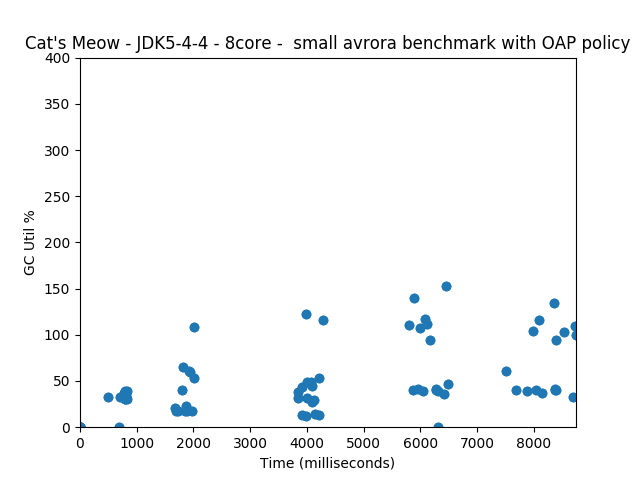 Cat's Meow - JDK5-4-4 - 8core -  small avrora benchmark with OAP policy
400
350
300
250
200
150
100
50
0
GC Util %
0 1000 2000 3000 4000 5000 6000 7000 8000
Time (milliseconds)